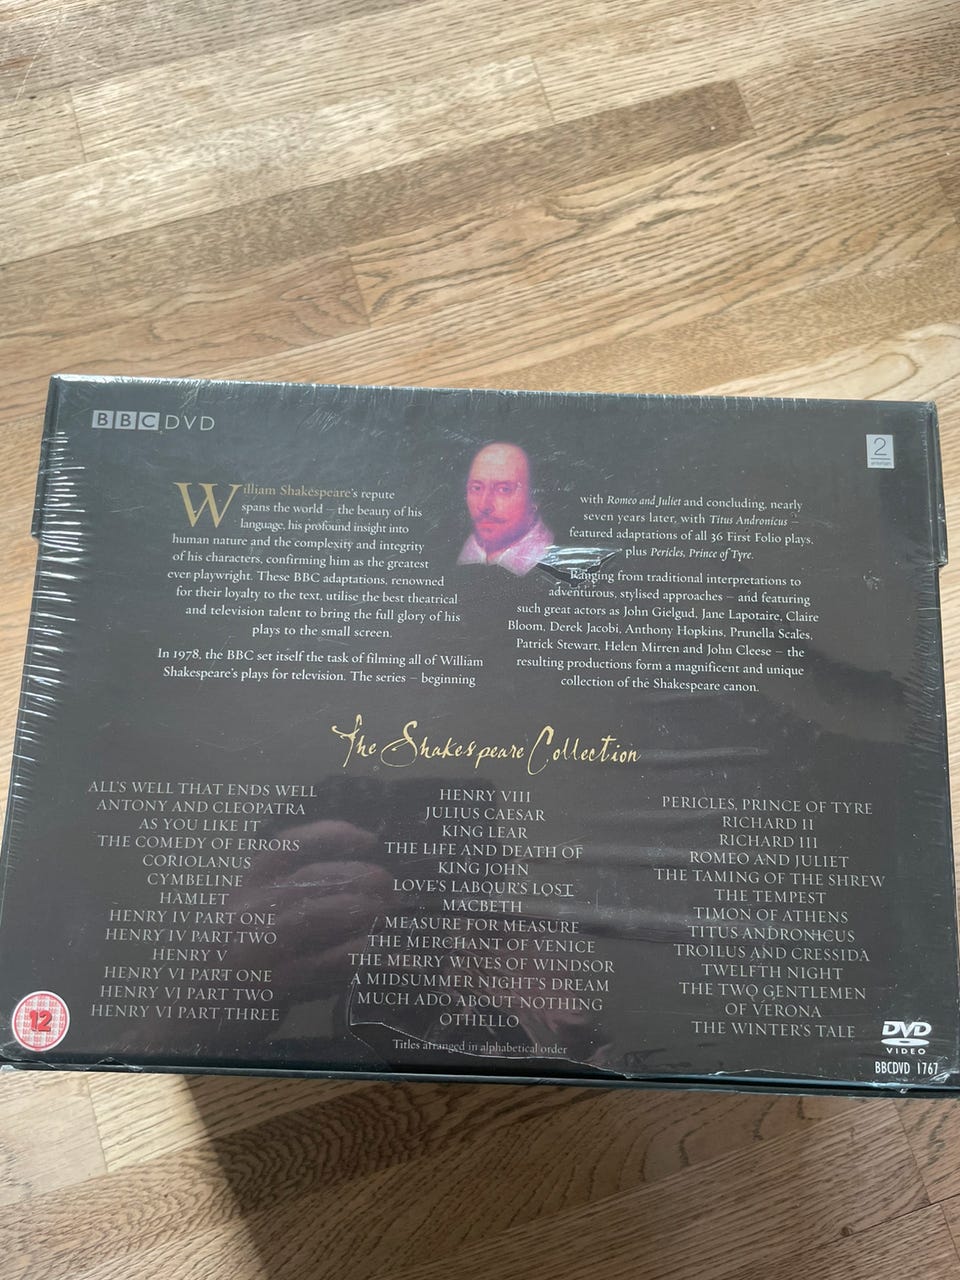 BBC DVD
2
entertain
William Shakespeare's repute
spans the world – the beauty of his
language, his profound insight into
human nature and the complexity and integrity
of his characters, confirming him as the greatest
ever playwright. These BBC adaptations, renowned
for their loyalty to the text, utilise the best theatrical
and television talent to bring the full glory of his
plays to the small screen.
In 1978, the BBC set itself the task of filming all of William
Shakespeare's plays for television. The series – beginning
with Romeo and Juliet and concluding, nearly
seven years later, with Titus Andronicus –
featured adaptations of all 36 First Folio plays,
plus Pericles, Prince of Tyre.
Ranging from traditional interpretations to
adventurous, stylised approaches – and featuring
such great actors as John Gielgud, Jane Lapotaire, Claire
Bloom, Derek Jacobi, Anthony Hopkins, Prunella Scales,
Patrick Stewart, Helen Mirren and John Cleese – the
resulting productions form a magnificent and unique
collection of the Shakespeare canon.
The Shakespeare Collection
ALL'S WELL THAT ENDS WELL
ANTONY AND CLEOPATRA
AS YOU LIKE IT
THE COMEDY OF ERRORS
CORIOLANUS
CYMBELINE
HAMLET
HENRY IV PART ONE
HENRY IV PART TWO
HENRY V
HENRY VI PART ONE
HENRY VI PART TWO
HENRY VI PART THREE
HENRY VIII
JULIUS CAESAR
KING LEAR
THE LIFE AND DEATH OF
KING JOHN
LOVE'S LABOUR'S LOST
MACBETH
MEASURE FOR MEASURE
THE MERCHANT OF VENICE
THE MERRY WIVES OF WINDSOR
A MIDSUMMER NIGHT'S DREAM
MUCH ADO ABOUT NOTHING
OTHELLO
PERICLES, PRINCE OF TYRE
RICHARD II
RICHARD III
ROMEO AND JULIET
THE TAMING OF THE SHREW
THE TEMPEST
TIMON OF ATHENS
TITUS ANDRONICUS
TROILUS AND CRESSIDA
TWELFTH NIGHT
THE TWO GENTLEMEN
OF VERONA
THE WINTER'S TALE
Titles arranged in alphabetical order
12
DVD
VIDEO
BBCDVD 1767